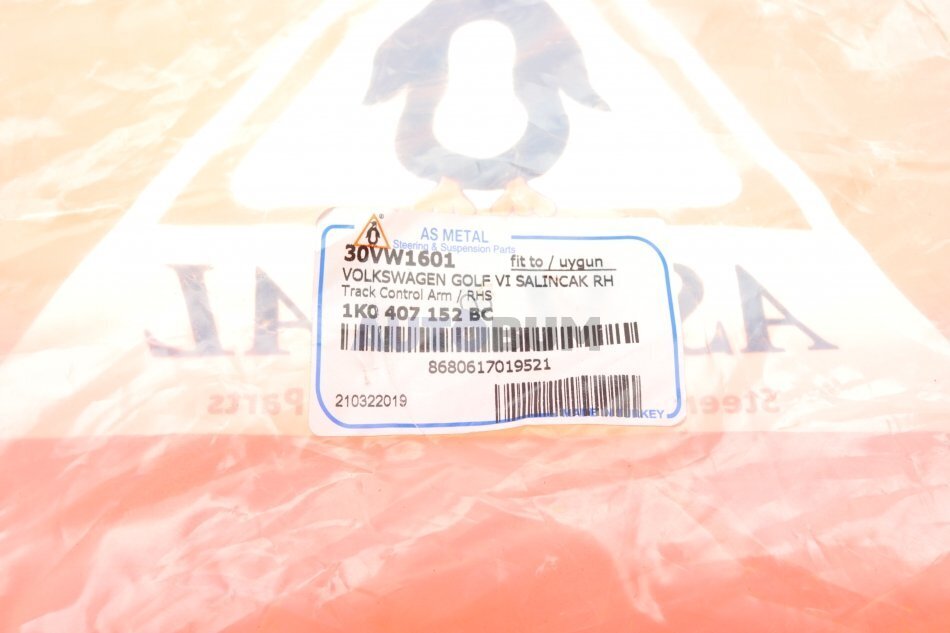 AS METAL
Steering & Suspension Parts
30VW1601 fit to / uygun
VOLKSWAGEN GOLF VI SALINCAK RH
Track Control Arm / RHS
1K0 407 152 BC
8680617019521
210322019
MADE IN TURKEY